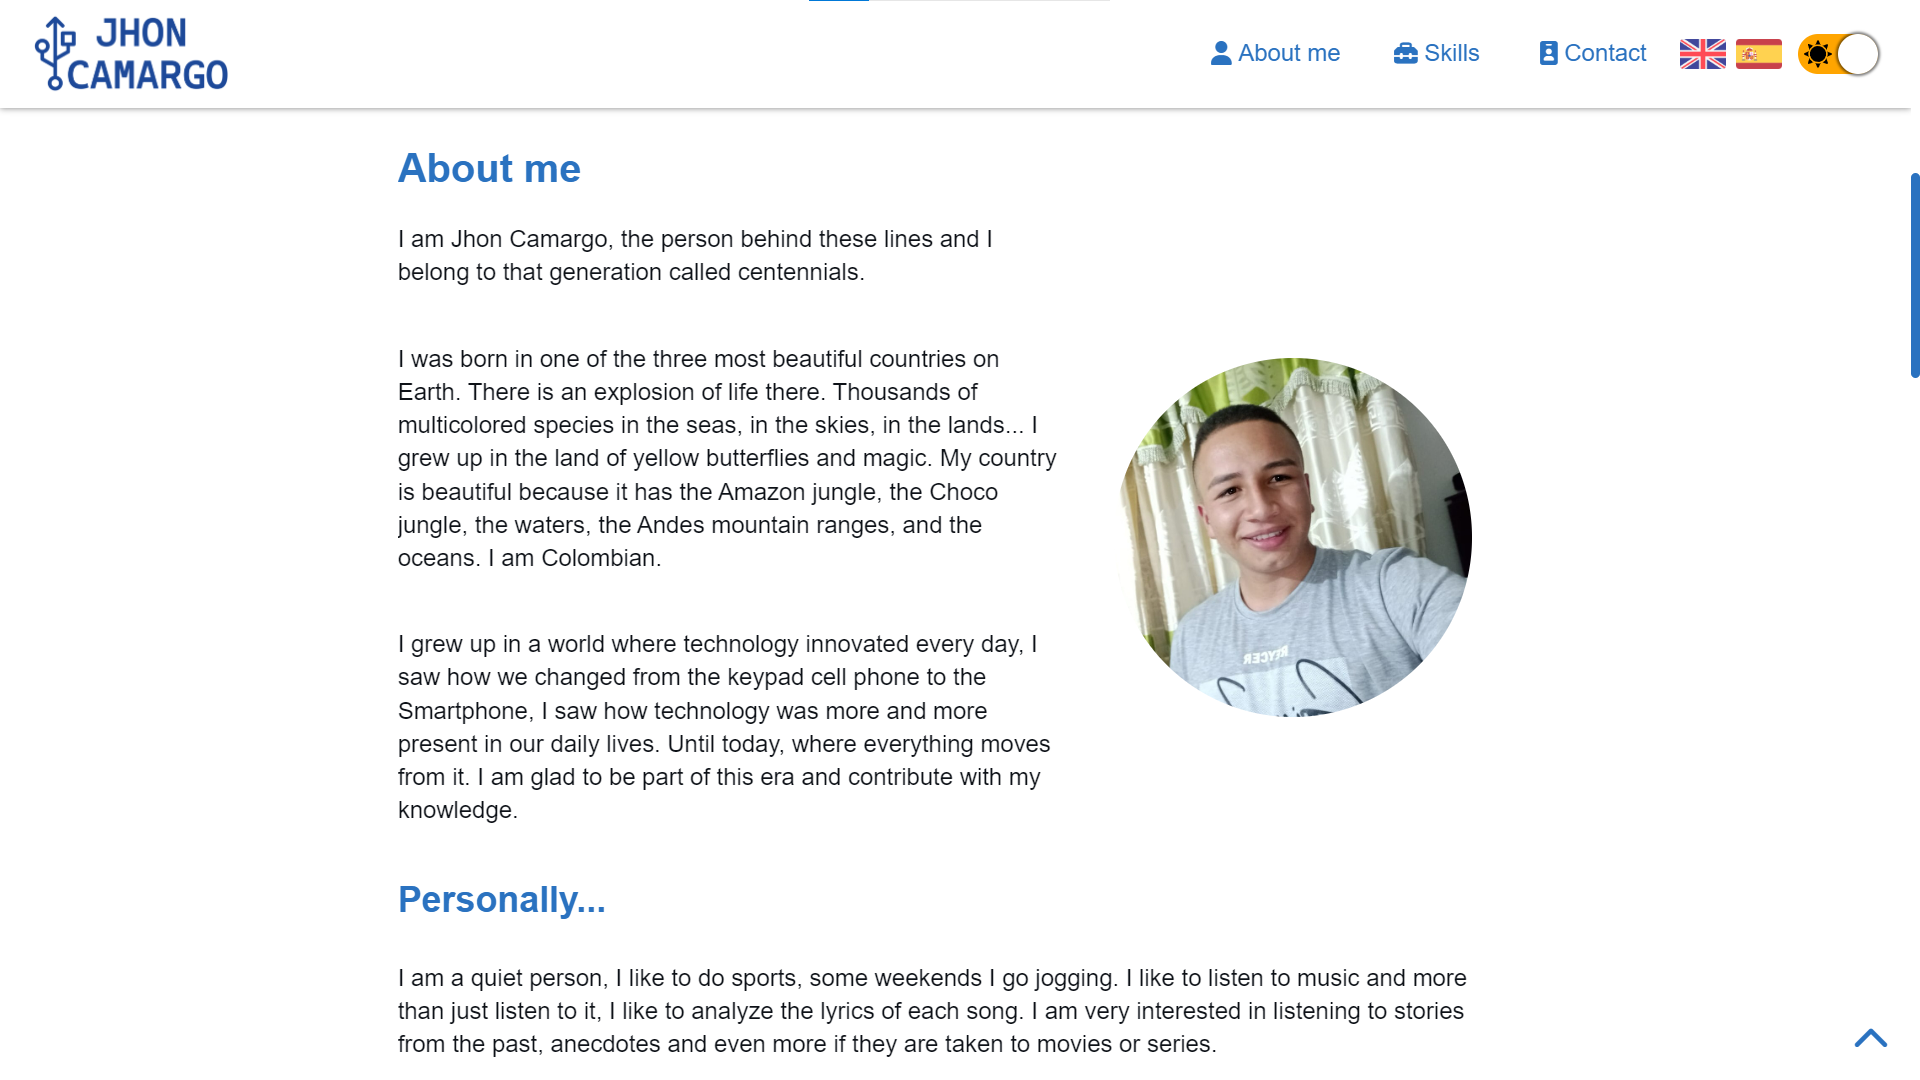 JHON
CAMARGO
About me
Skills
Contact
About me
I am Jhon Camargo, the person behind these lines and I
belong to that generation called centennials.
I was born in one of the three most beautiful countries on
Earth. There is an explosion of life there. Thousands of
multicolored species in the seas, in the skies, in the lands... I
grew up in the land of yellow butterflies and magic. My country
is beautiful because it has the Amazon jungle, the Choco
jungle, the waters, the Andes mountain ranges, and the
oceans. I am Colombian.
I grew up in a world where technology innovated every day, I
saw how we changed from the keypad cell phone to the
Smartphone, I saw how technology was more and more
present in our daily lives. Until today, where everything moves
from it. I am glad to be part of this era and contribute with my
knowledge.
Personally...
I am a quiet person, I like to do sports, some weekends I go jogging. I like to listen to music and more
than just listen to it, I like to analyze the lyrics of each song. I am very interested in listening to stories
from the past, anecdotes and even more if they are taken to movies or series.